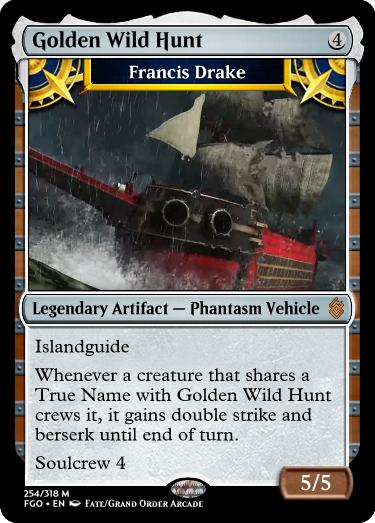 Golden Wild Hunt 4
Francis Drake
Legendary Artifact — Phantasm Vehicle
Islandguide
Whenever a creature that shares a
True Name with Golden Wild Hunt
crews it, it gains double strike and
berserk until end of turn.
Soulcrew 4
5/5
254/318 M
FGO • EN Fate/Grand Order Arcade